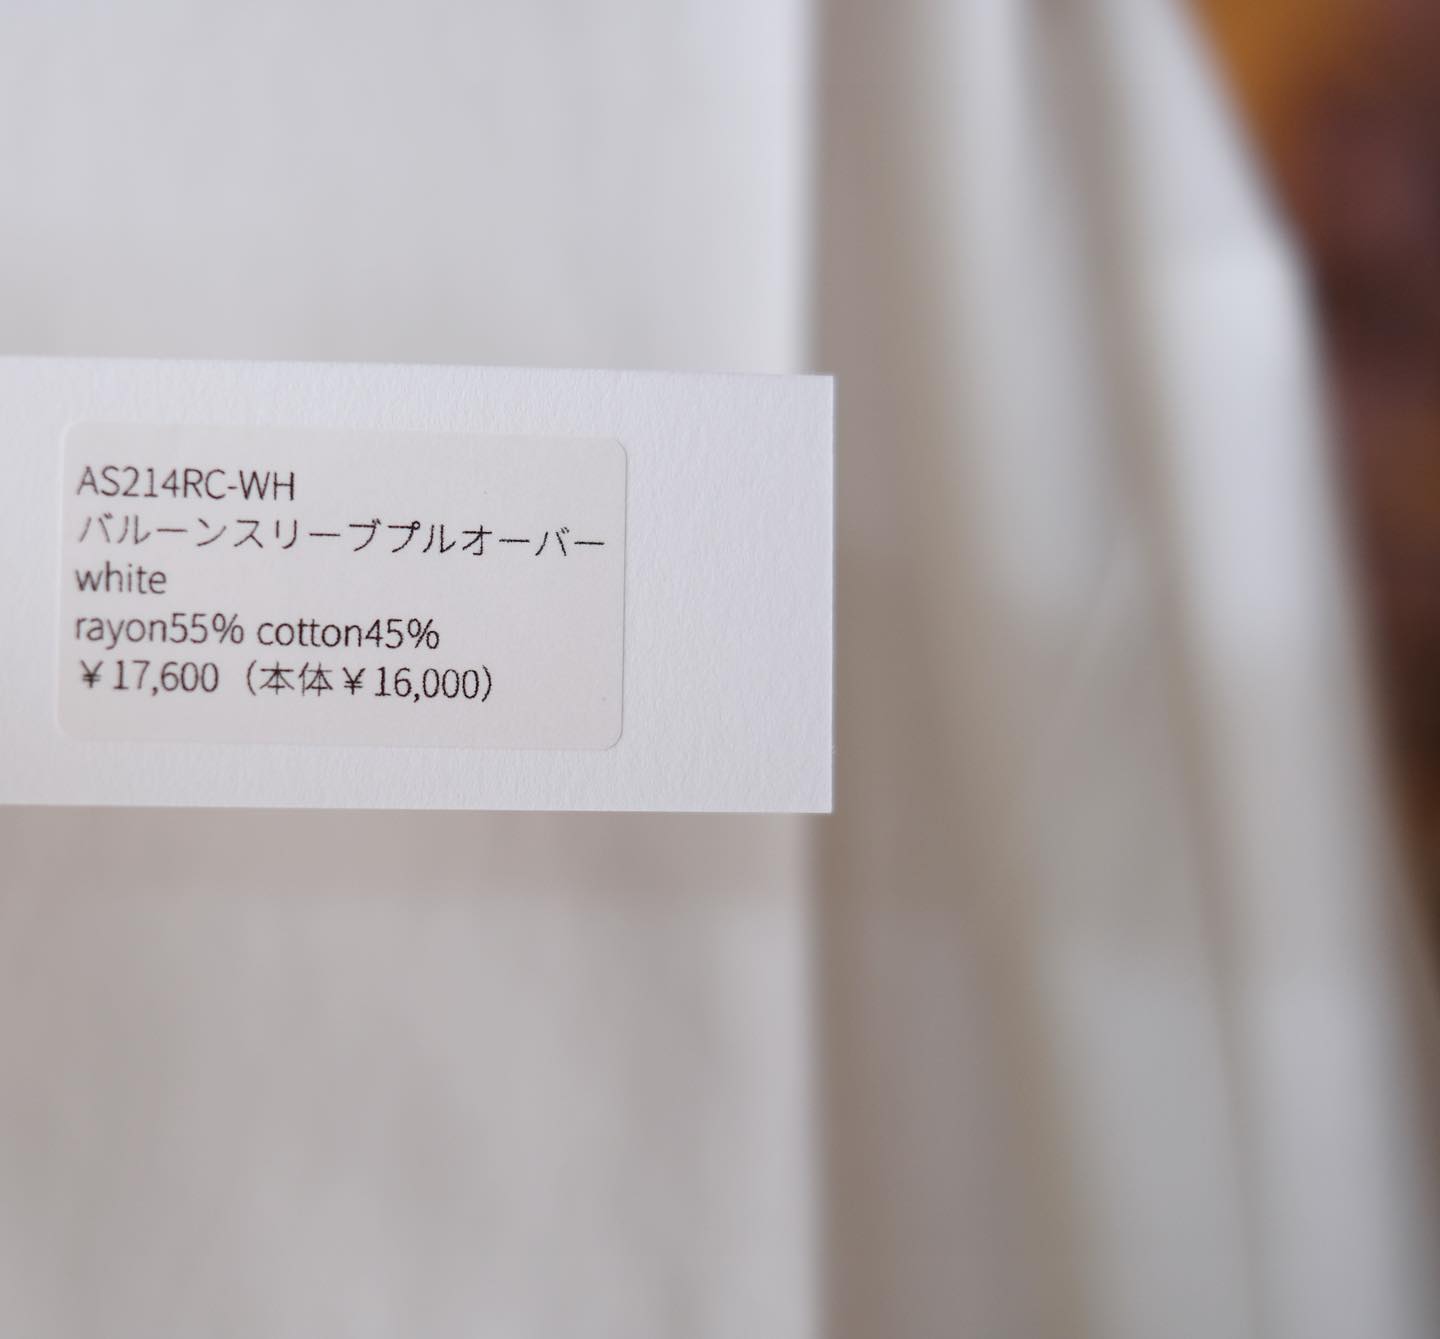 AS214RC-WH
バルーンスリーブプルオーバー
white
rayon55% cotton45%
￥17,600（本体￥16,000）